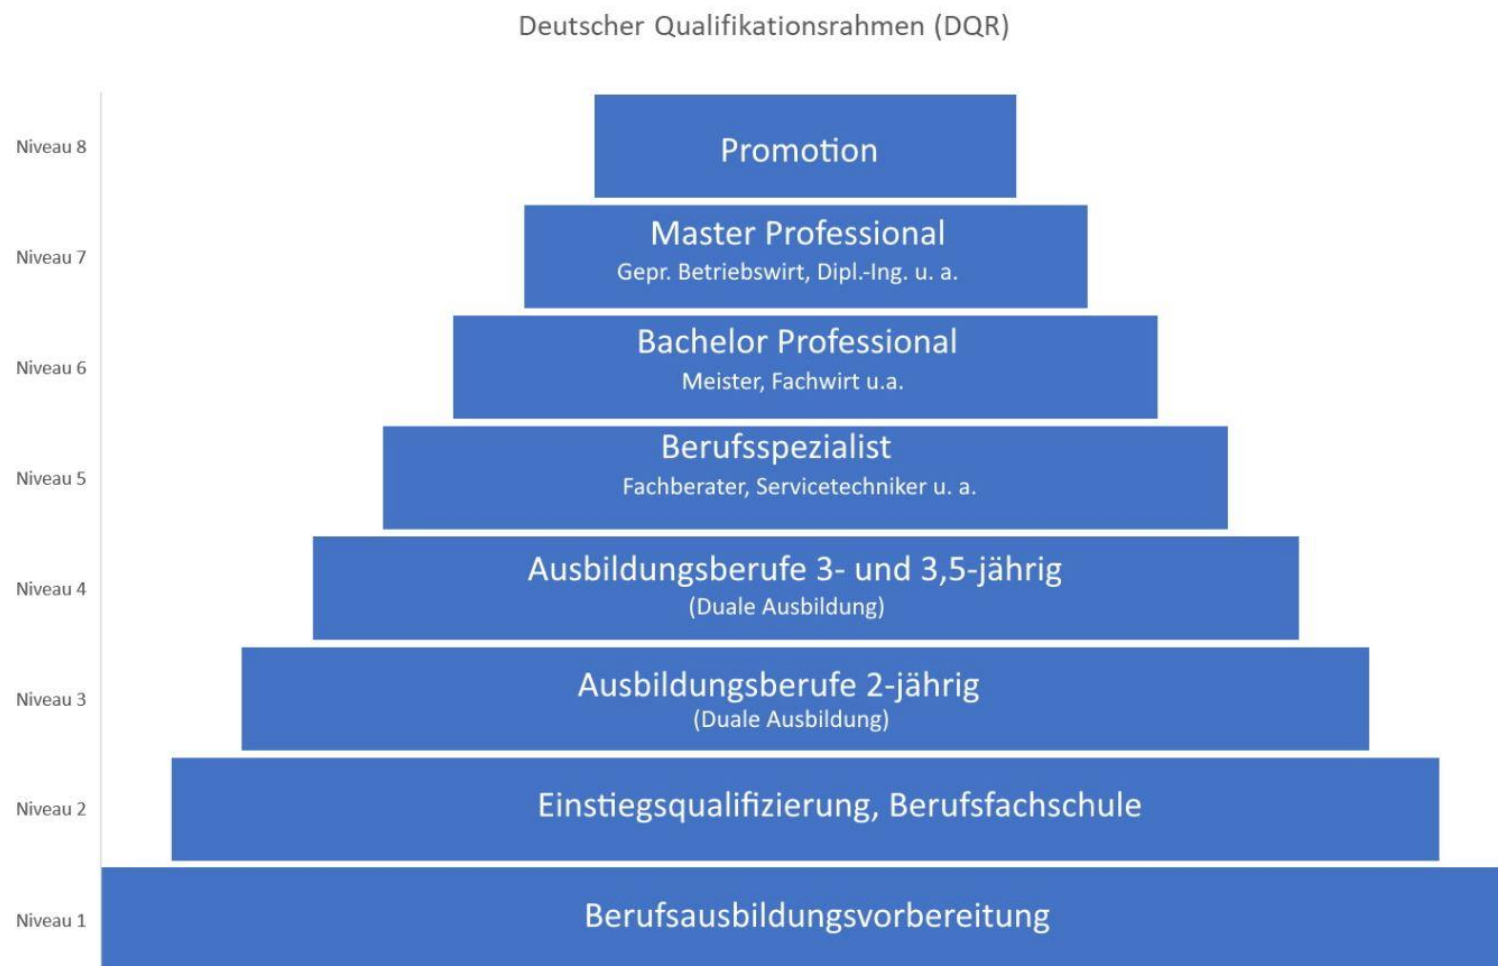 Deutscher Qualifikationsrahmen (DQR)
Niveau 8
Promotion
Niveau 7
Master Professional
Gepr. Betriebswirt, Dipl.-Ing. u. a.
Niveau 6
Bachelor Professional
Meister, Fachwirt u.a.
Niveau 5
Berufsspezialist
Fachberater, Servicetechniker u. a.
Niveau 4
Ausbildungsberufe 3- und 3,5-jährig
(Duale Ausbildung)
Niveau 3
Ausbildungsberufe 2-jährig
(Duale Ausbildung)
Niveau 2
Einstiegsqualifizierung, Berufsfachschule
Niveau 1
Berufsausbildungsvorbereitung